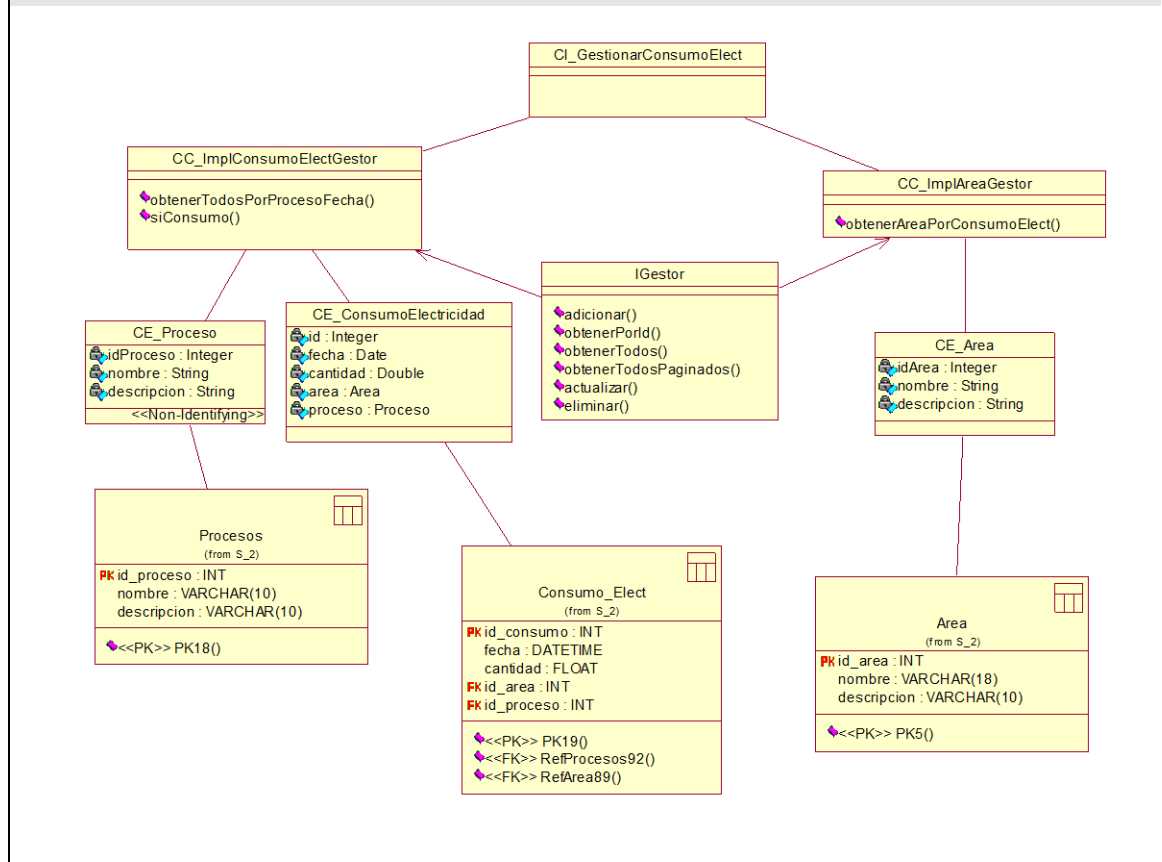 CI_GestionarConsumoElect
CC_ImplConsumoElectGestor
obtenerTodosPorProcesoFecha()
siConsumo()
CC_ImplAreaGestor
obtenerAreaPorConsumoElect()
IGestor
adicionar()
obtenerPorId()
obtenerTodos()
obtenerTodosPaginados()
actualizar()
eliminar()
CE_Proceso
idProceso : Integer
nombre : String
descripcion : String
<<Non-Identifying>>
CE_ConsumoElectricidad
id : Integer
fecha : Date
cantidad : Double
area : Area
proceso : Proceso
CE_Area
idArea : Integer
nombre : String
descripcion : String
Procesos
(from S_2)
PK id_proceso : INT
nombre : VARCHAR(10)
descripcion : VARCHAR(10)
<<PK>> PK18()
Consumo_Elect
(from S_2)
PK id_consumo : INT
fecha : DATETIME
cantidad : FLOAT
FK id_area : INT
FK id_proceso : INT
<<PK>> PK19()
<<FK>> RefProcesos92()
<<FK>> RefArea89()
Area
(from S_2)
PK id_area : INT
nombre : VARCHAR(18)
descripcion : VARCHAR(10)
<<PK>> PK5()